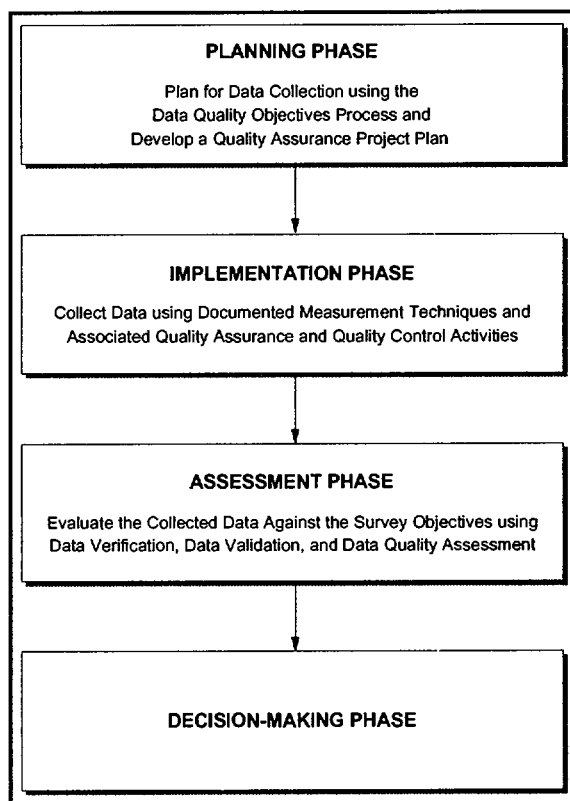 PLANNING PHASE
Plan for Data Collection using the
Data Quality Objectives Process and
Develop a Quality Assurance Project Plan
IMPLEMENTATION PHASE
Collect Data using Documented Measurement Techniques and
Associated Quality Assurance and Quality Control Activities
ASSESSMENT PHASE
Evaluate the Collected Data Against the Survey Objectives using
Data Verification, Data Validation, and Data Quality Assessment
DECISION-MAKING PHASE